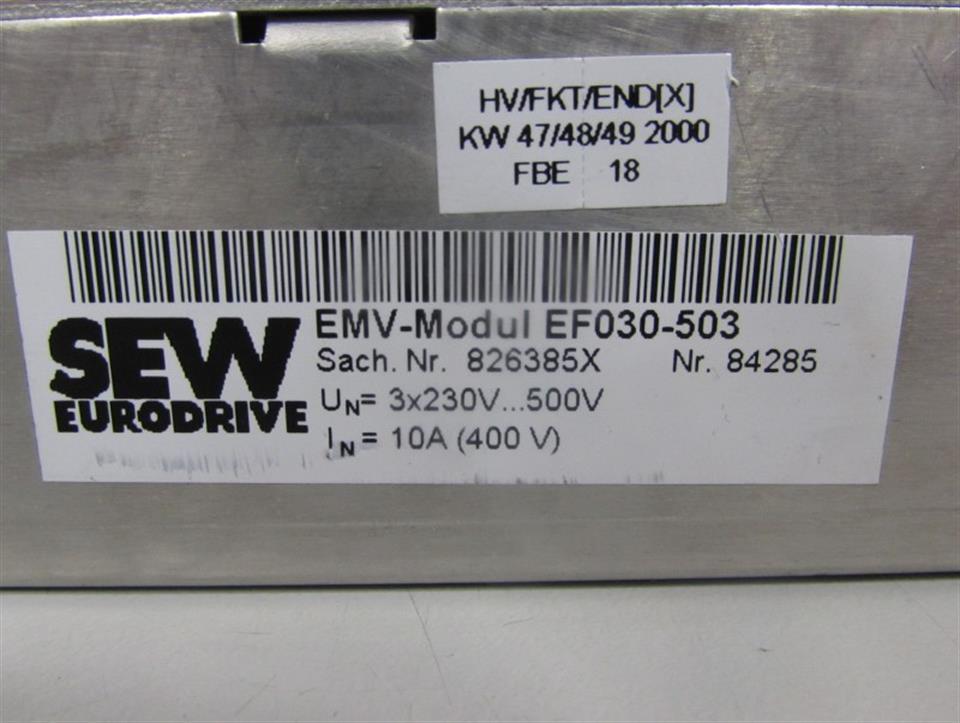 HV/FKT/END[X]
KW 47/48/49 2000
FBE 18
SEW
EURODRIVE
EMV-Modul EF030-503
Sach. Nr. 826385X Nr. 84285
UN= 3x230V...500V
IN = 10A (400 V)